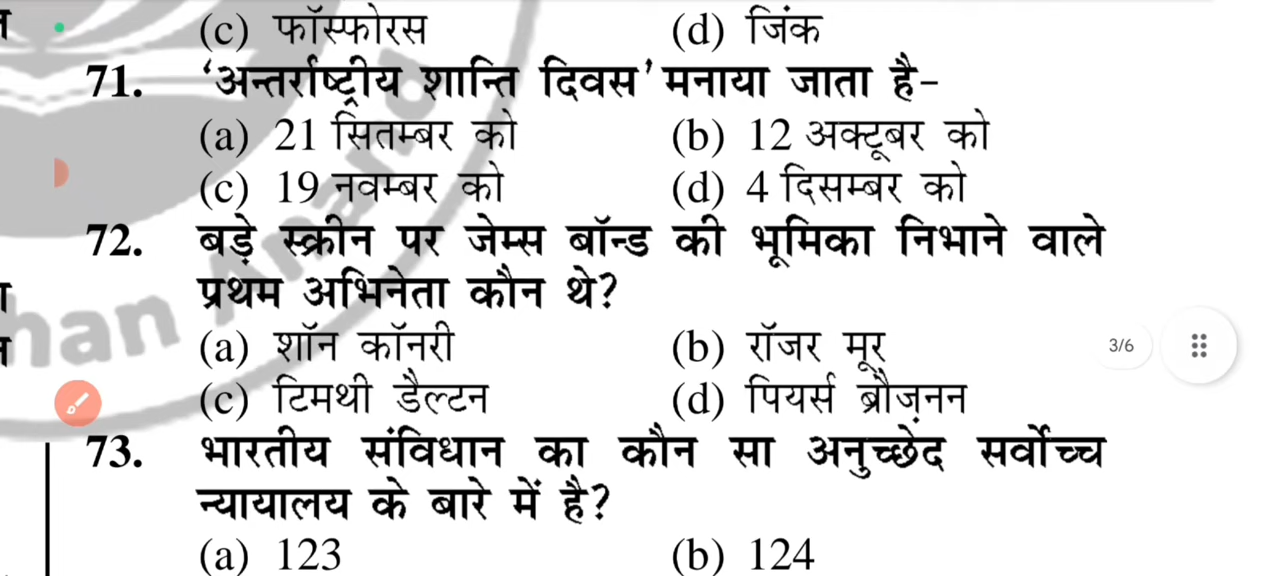 (c) फॉस्फोरस (d) जिंक
71. ‘अन्तर्राष्ट्रीय शान्ति दिवस’ मनाया जाता है-
(a) 21 सितम्बर को (b) 12 अक्टूबर को
(c) 19 नवम्बर को (d) 4 दिसम्बर को
72. बड़े स्क्रीन पर जेम्स बॉन्ड की भूमिका निभाने वाले
प्रथम अभिनेता कौन थे?
(a) शॉन कॉनरी (b) रॉजर मूर
3/6
(c) टिमथी डैल्टन (d) पियर्स ब्रौज़नन
73. भारतीय संविधान का कौन सा अनुच्छेद सर्वोच्च
न्यायालय के बारे में है?
(a) 123 (b) 124
han Anand